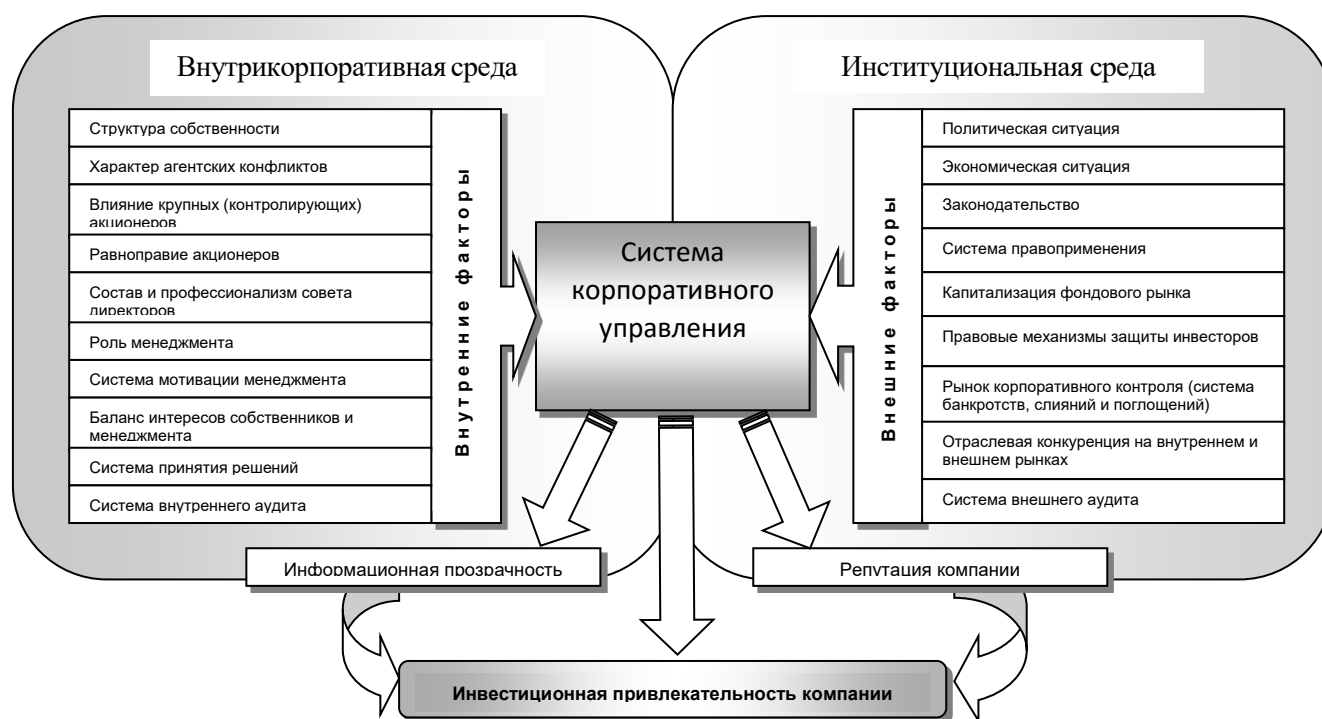 Внутрикорпоративная среда
Структура собственности
Характер агентских конфликтов
Влияние крупных (контролирующих)
акционеров
Равноправие акционеров
Состав и профессионализм совета
директоров
Роль менеджмента
Система мотивации менеджмента
Баланс интересов собственников и
менеджмента
Система принятия решений
Система внутреннего аудита
Внутренние факторы
Система
корпоративного
управления
Институциональная среда
Внешние факторы
Политическая ситуация
Экономическая ситуация
Законодательство
Система правоприменения
Капитализация фондового рынка
Правовые механизмы защиты инвесторов
Рынок корпоративного контроля (система
банкротств, слияний и поглощений)
Отраслевая конкуренция на внутреннем и
внешнем рынках
Система внешнего аудита
Информационная прозрачность
Репутация компании
Инвестиционная привлекательность компании